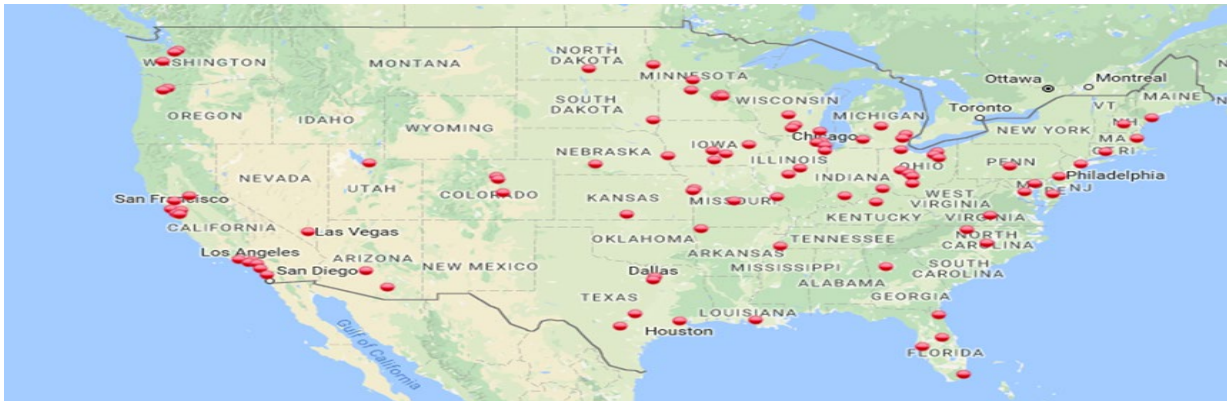 NORTH DAKOTA
MONTANA
WASHINGTON
MINNESOTA
Ottawa
Montreal
MAINE
VT
OREGON
IDAHO
SOUTH DAKOTA
WISCONSIN
MICHIGAN
Toronto
NH
NEW YORK
MA
WYOMING
Chicago
IOWA
NEBRASKA
ILLINOIS
OHIO
PENN
CT RI
NEVADA
UTAH
INDIANA
Philadelphia
NJ
San Francisco
COLORADO
KANSAS
MISSOURI
WEST VIRGINIA
KENTUCKY
VIRGINIA
CALIFORNIA
Las Vegas
OKLAHOMA
TENNESSEE
NORTH CAROLINA
Los Angeles
ARIZONA
NEW MEXICO
ARKANSAS
San Diego
Dallas
MISSISSIPPI
SOUTH CAROLINA
ALABAMA
TEXAS
GEORGIA
LOUISIANA
Houston
Gulf of California
FLORIDA